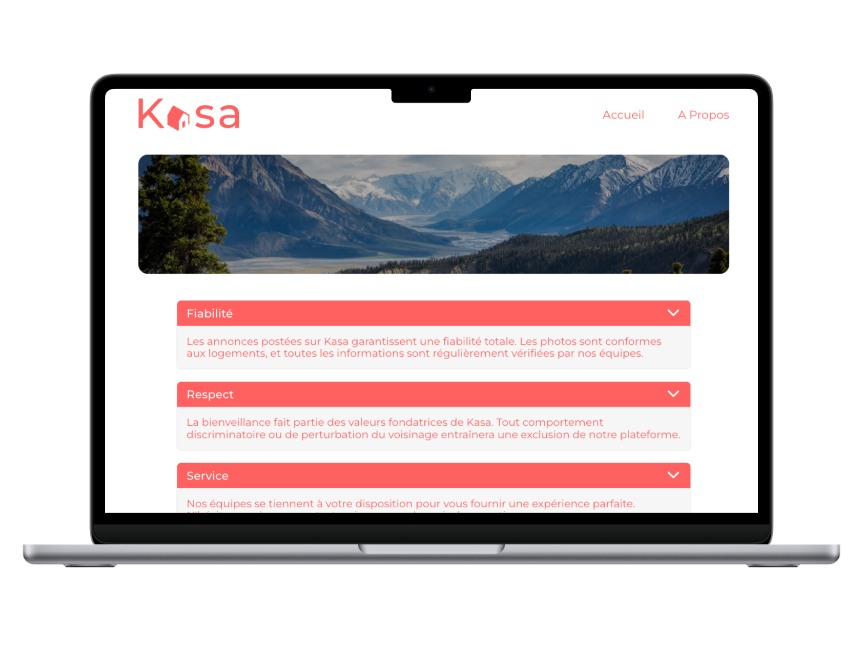 Kasa
Accueil
A Propos
Fiabilité
Les annonces postées sur Kasa garantissent une fiabilité totale. Les photos sont conformes
aux logements, et toutes les informations sont régulièrement vérifiées par nos équipes.
Respect
La bienveillance fait partie des valeurs fondatrices de Kasa. Tout comportement
discriminatoire ou de perturbation du voisinage entraînera une exclusion de notre plateforme.
Service
Nos équipes se tiennent à votre disposition pour vous fournir une expérience parfaite.